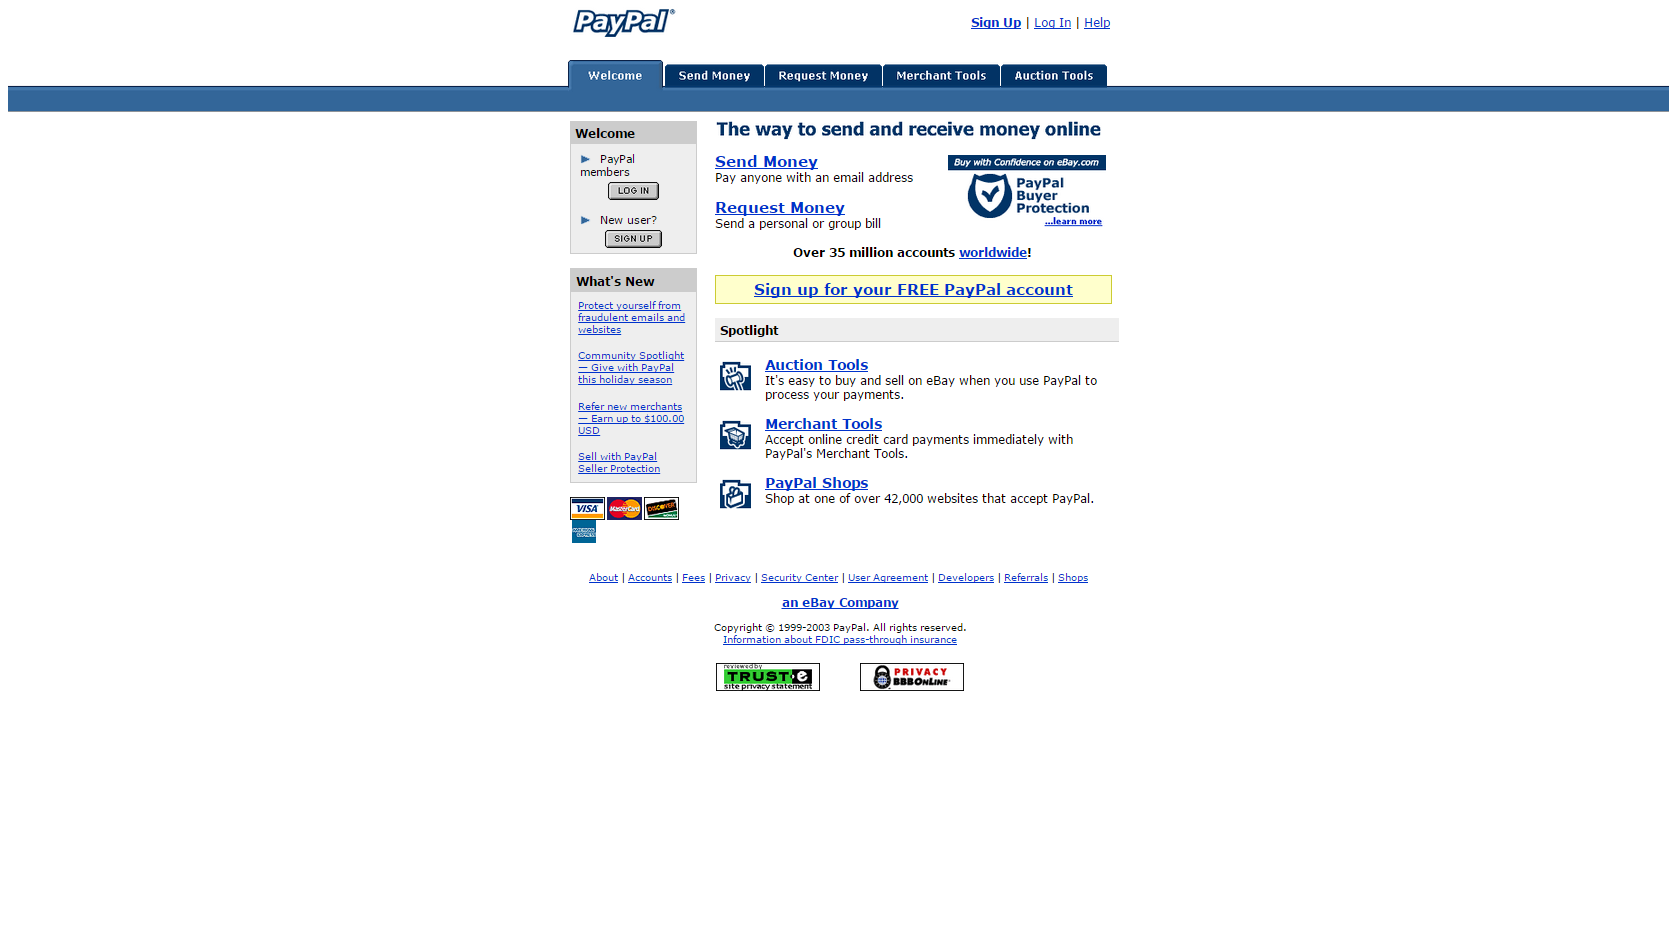 PayPal®
Sign Up | Log In | Help
Welcome
Send Money
Request Money
Merchant Tools
Auction Tools
Welcome
PayPal
members
LOG IN
New user?
SIGN UP
What's New
Protect yourself from
fraudulent emails and
websites
Community Spotlight
— Give with PayPal
this holiday season
Refer new merchants
— Earn up to $100.00
USD
Sell with PayPal
Seller Protection
VISA
MasterCard
DISCOVER
The way to send and receive money online
Send Money
Pay anyone with an email address
Request Money
Send a personal or group bill
Buy with Confidence on eBay.com
PayPal
Buyer
Protection
...learn more
Over 35 million accounts worldwide!
Sign up for your FREE PayPal account
Spotlight
Auction Tools
It's easy to buy and sell on eBay when you use PayPal to
process your payments.
Merchant Tools
Accept online credit card payments immediately with
PayPal's Merchant Tools.
PayPal Shops
Shop at one of over 42,000 websites that accept PayPal.
About | Accounts | Fees | Privacy | Security Center | User Agreement | Developers | Referrals | Shops
an eBay Company
Copyright © 1999-2003 PayPal. All rights reserved.
Information about FDIC pass-through insurance
reviewed by
TRUST·e
site privacy statement
PRIVACY
BBBOnLine